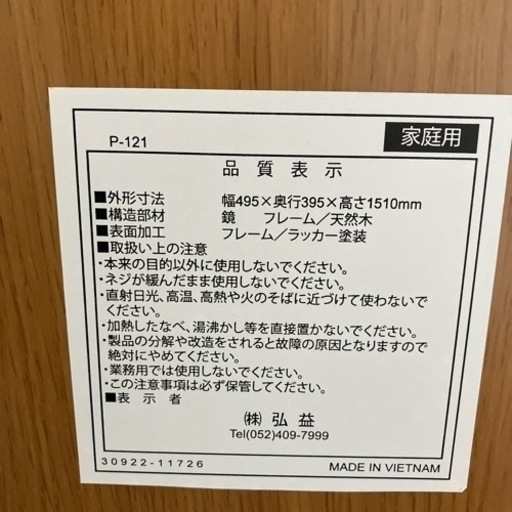 P-121 家庭用
品質表示
■外形寸法 幅495×奥行395×高さ1510mm
■構造部材 鏡 フレーム／天然木
■表面加工 フレーム／ラッカー塗装
■取扱い上の注意
・本来の目的以外に使用しないでください。
・ネジが緩んだまま使用しないでください。
・直射日光、高温、高熱や火のそばに近づけて使わないで
ください。
・加熱したなべ、湯沸かし等を直接置かないでください。
・製品の分解や改造をされると故障の原因となりますので
絶対にやめてください。
・業務用では使用しないでください。
・この注意事項は必ず保管してください。
■表示者
㈱ 弘益
Tel(052)409-7999
30922-11726 MADE IN VIETNAM